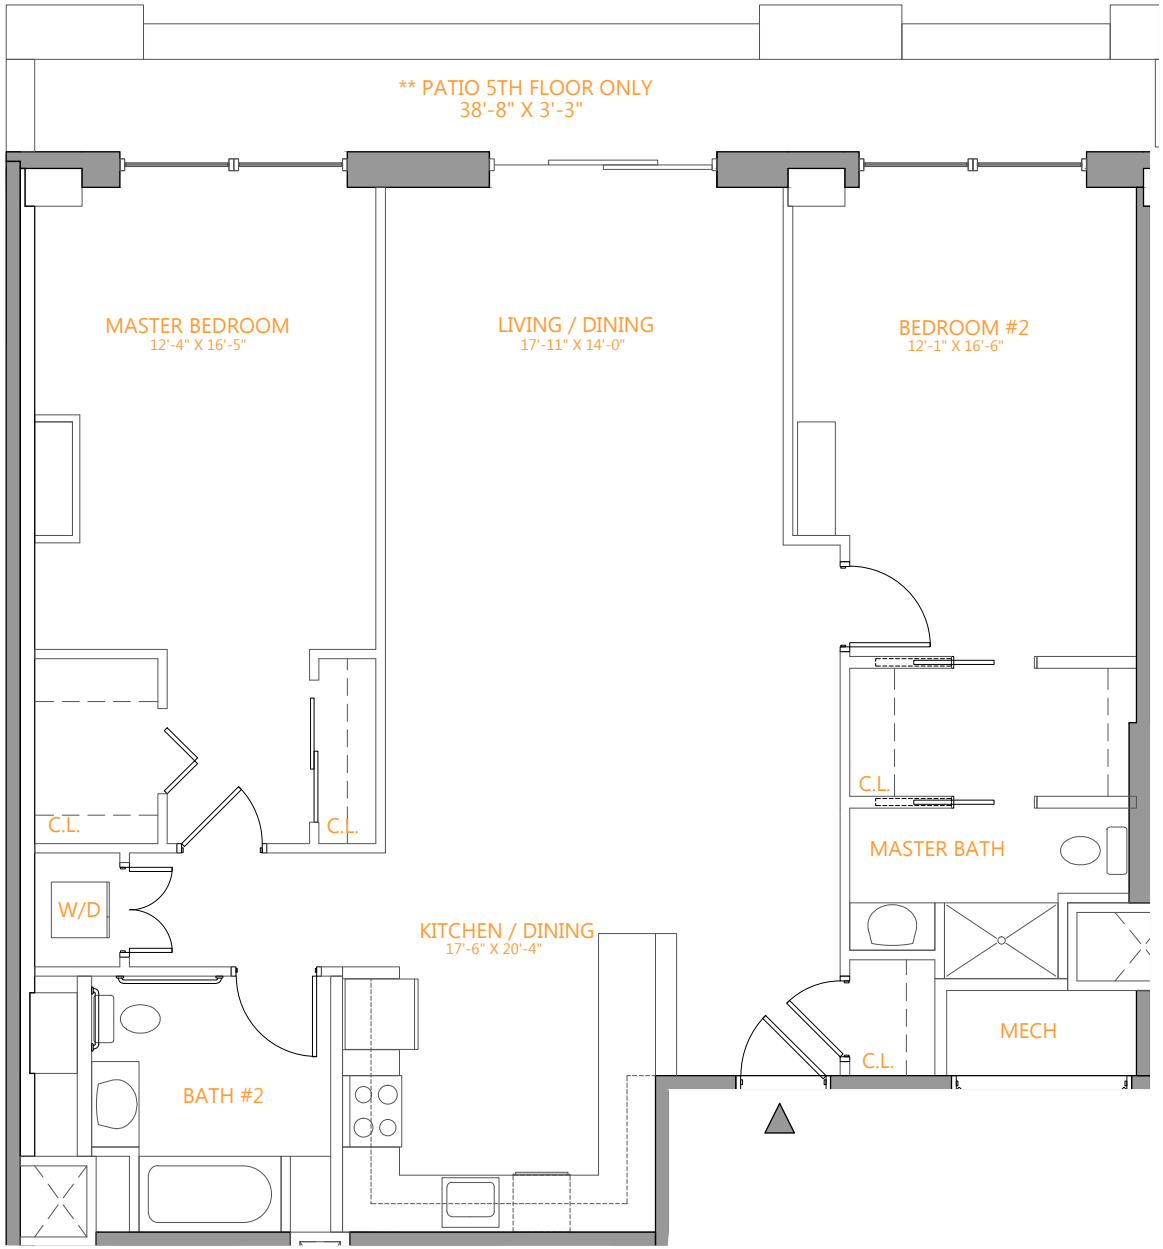 ** PATIO 5TH FLOOR ONLY
38'-8" X 3'-3"
MASTER BEDROOM
12'-4" X 16'-5"
LIVING / DINING
17'-11" X 14'-0"
BEDROOM #2
12'-1" X 16'-6"
C.L.
C.L.
C.L.
MASTER BATH
W/D
KITCHEN / DINING
17'-6" X 20'-4"
MECH
C.L.
BATH #2